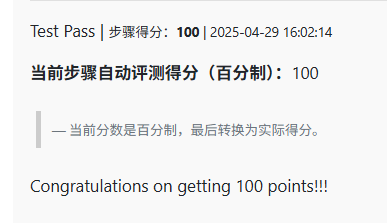 Test Pass | 步骤得分：100 | 2025-04-29 16:02:14
当前步骤自动评测得分（百分制）：100
— 当前分数是百分制，最后转换为实际得分。
Congratulations on getting 100 points!!!